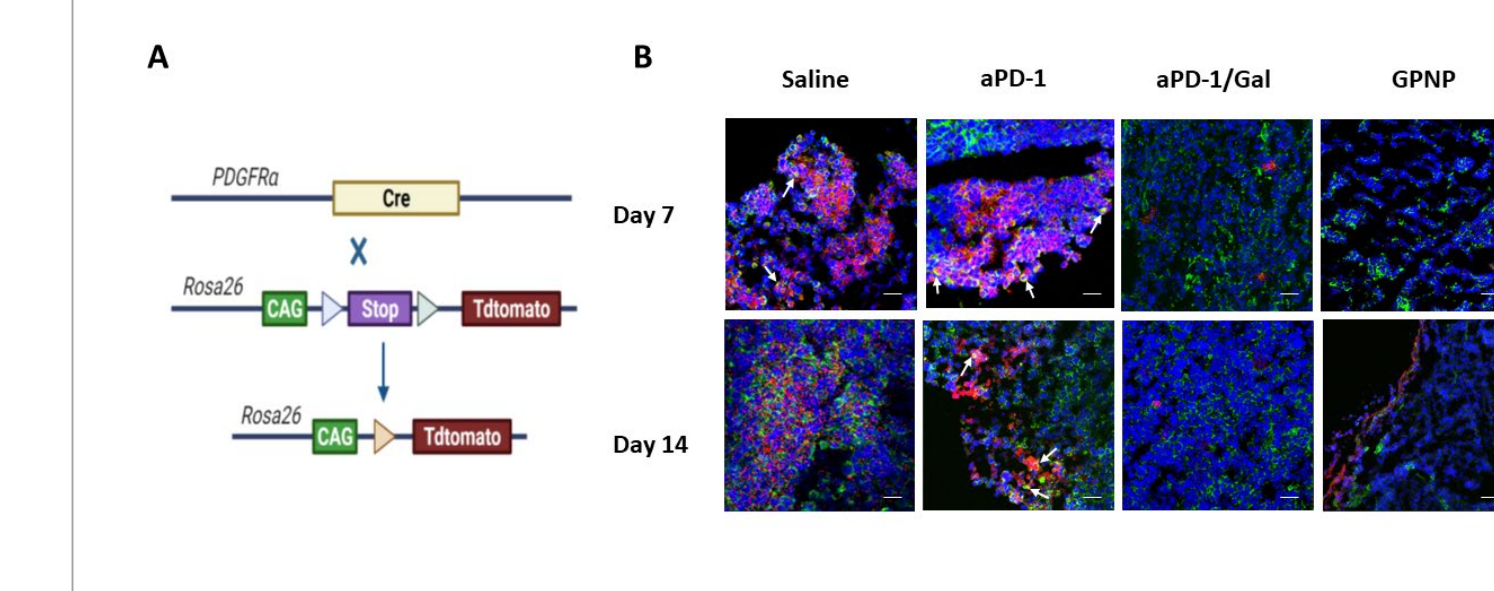 A
B
Saline
aPD-1
aPD-1/Gal
GPNP
PDGFRα
Cre
X
Day 7
Rosa26
CAG
Stop
Tdtomato
Rosa26
CAG
Tdtomato
Day 14